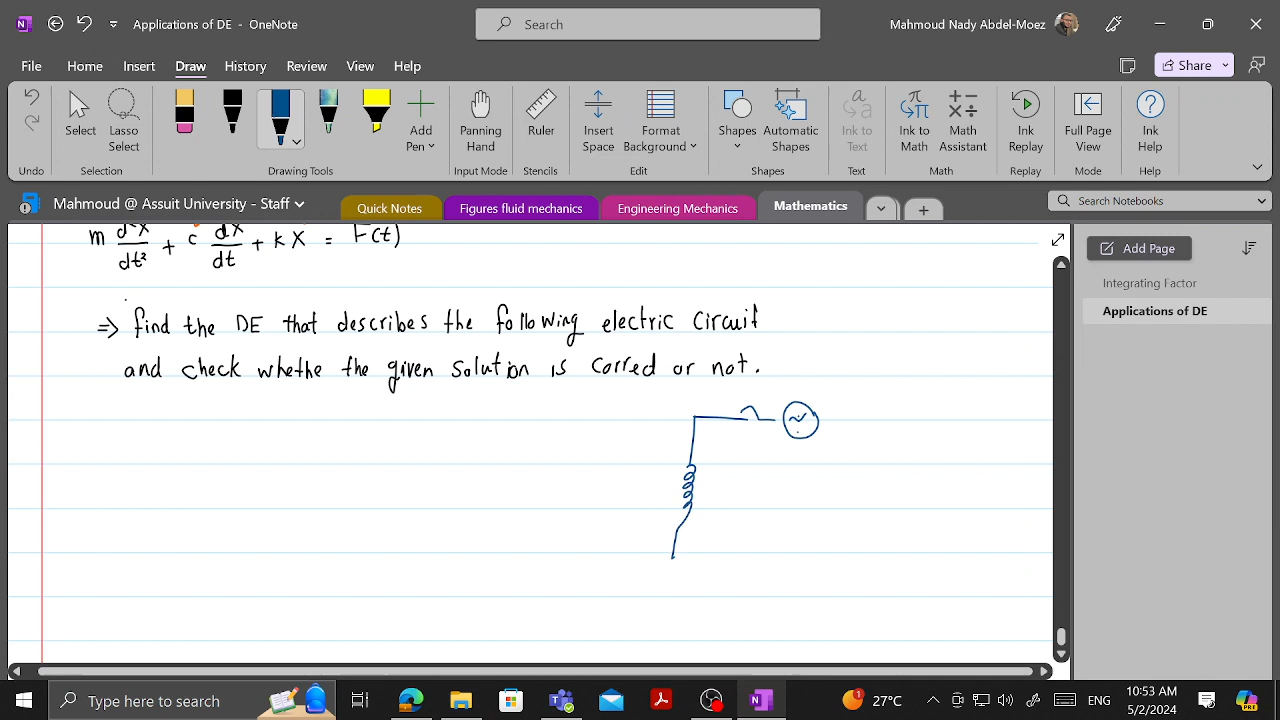 Applications of DE - OneNote
Search
Mahmoud Nady Abdel-Moez
File Home Insert Draw History Review View Help
Share
Undo
Select
Lasso Select
Selection
Drawing Tools
Add Pen
Panning Hand
Input Mode
Ruler
Stencils
Insert Space
Format Background
Edit
Shapes
Automatic Shapes
Shapes
Ink to Text
Text
Ink to Math
Math Assistant
Math
Ink Replay
Replay
Full Page View
Mode
Ink Help
Help
Mahmoud @ Assuit University - Staff
Quick Notes
Figures fluid mechanics
Engineering Mechanics
Mathematics
Search Notebooks
Add Page
Integrating Factor
Applications of DE
m d²x/dt² + c dx/dt + kx = F(t)
⇒ find the DE that describes the following electric circuit
and check whethe the given solution is corred or not.
~
Type here to search
27°C
ENG
10:53 AM
5/2/2024